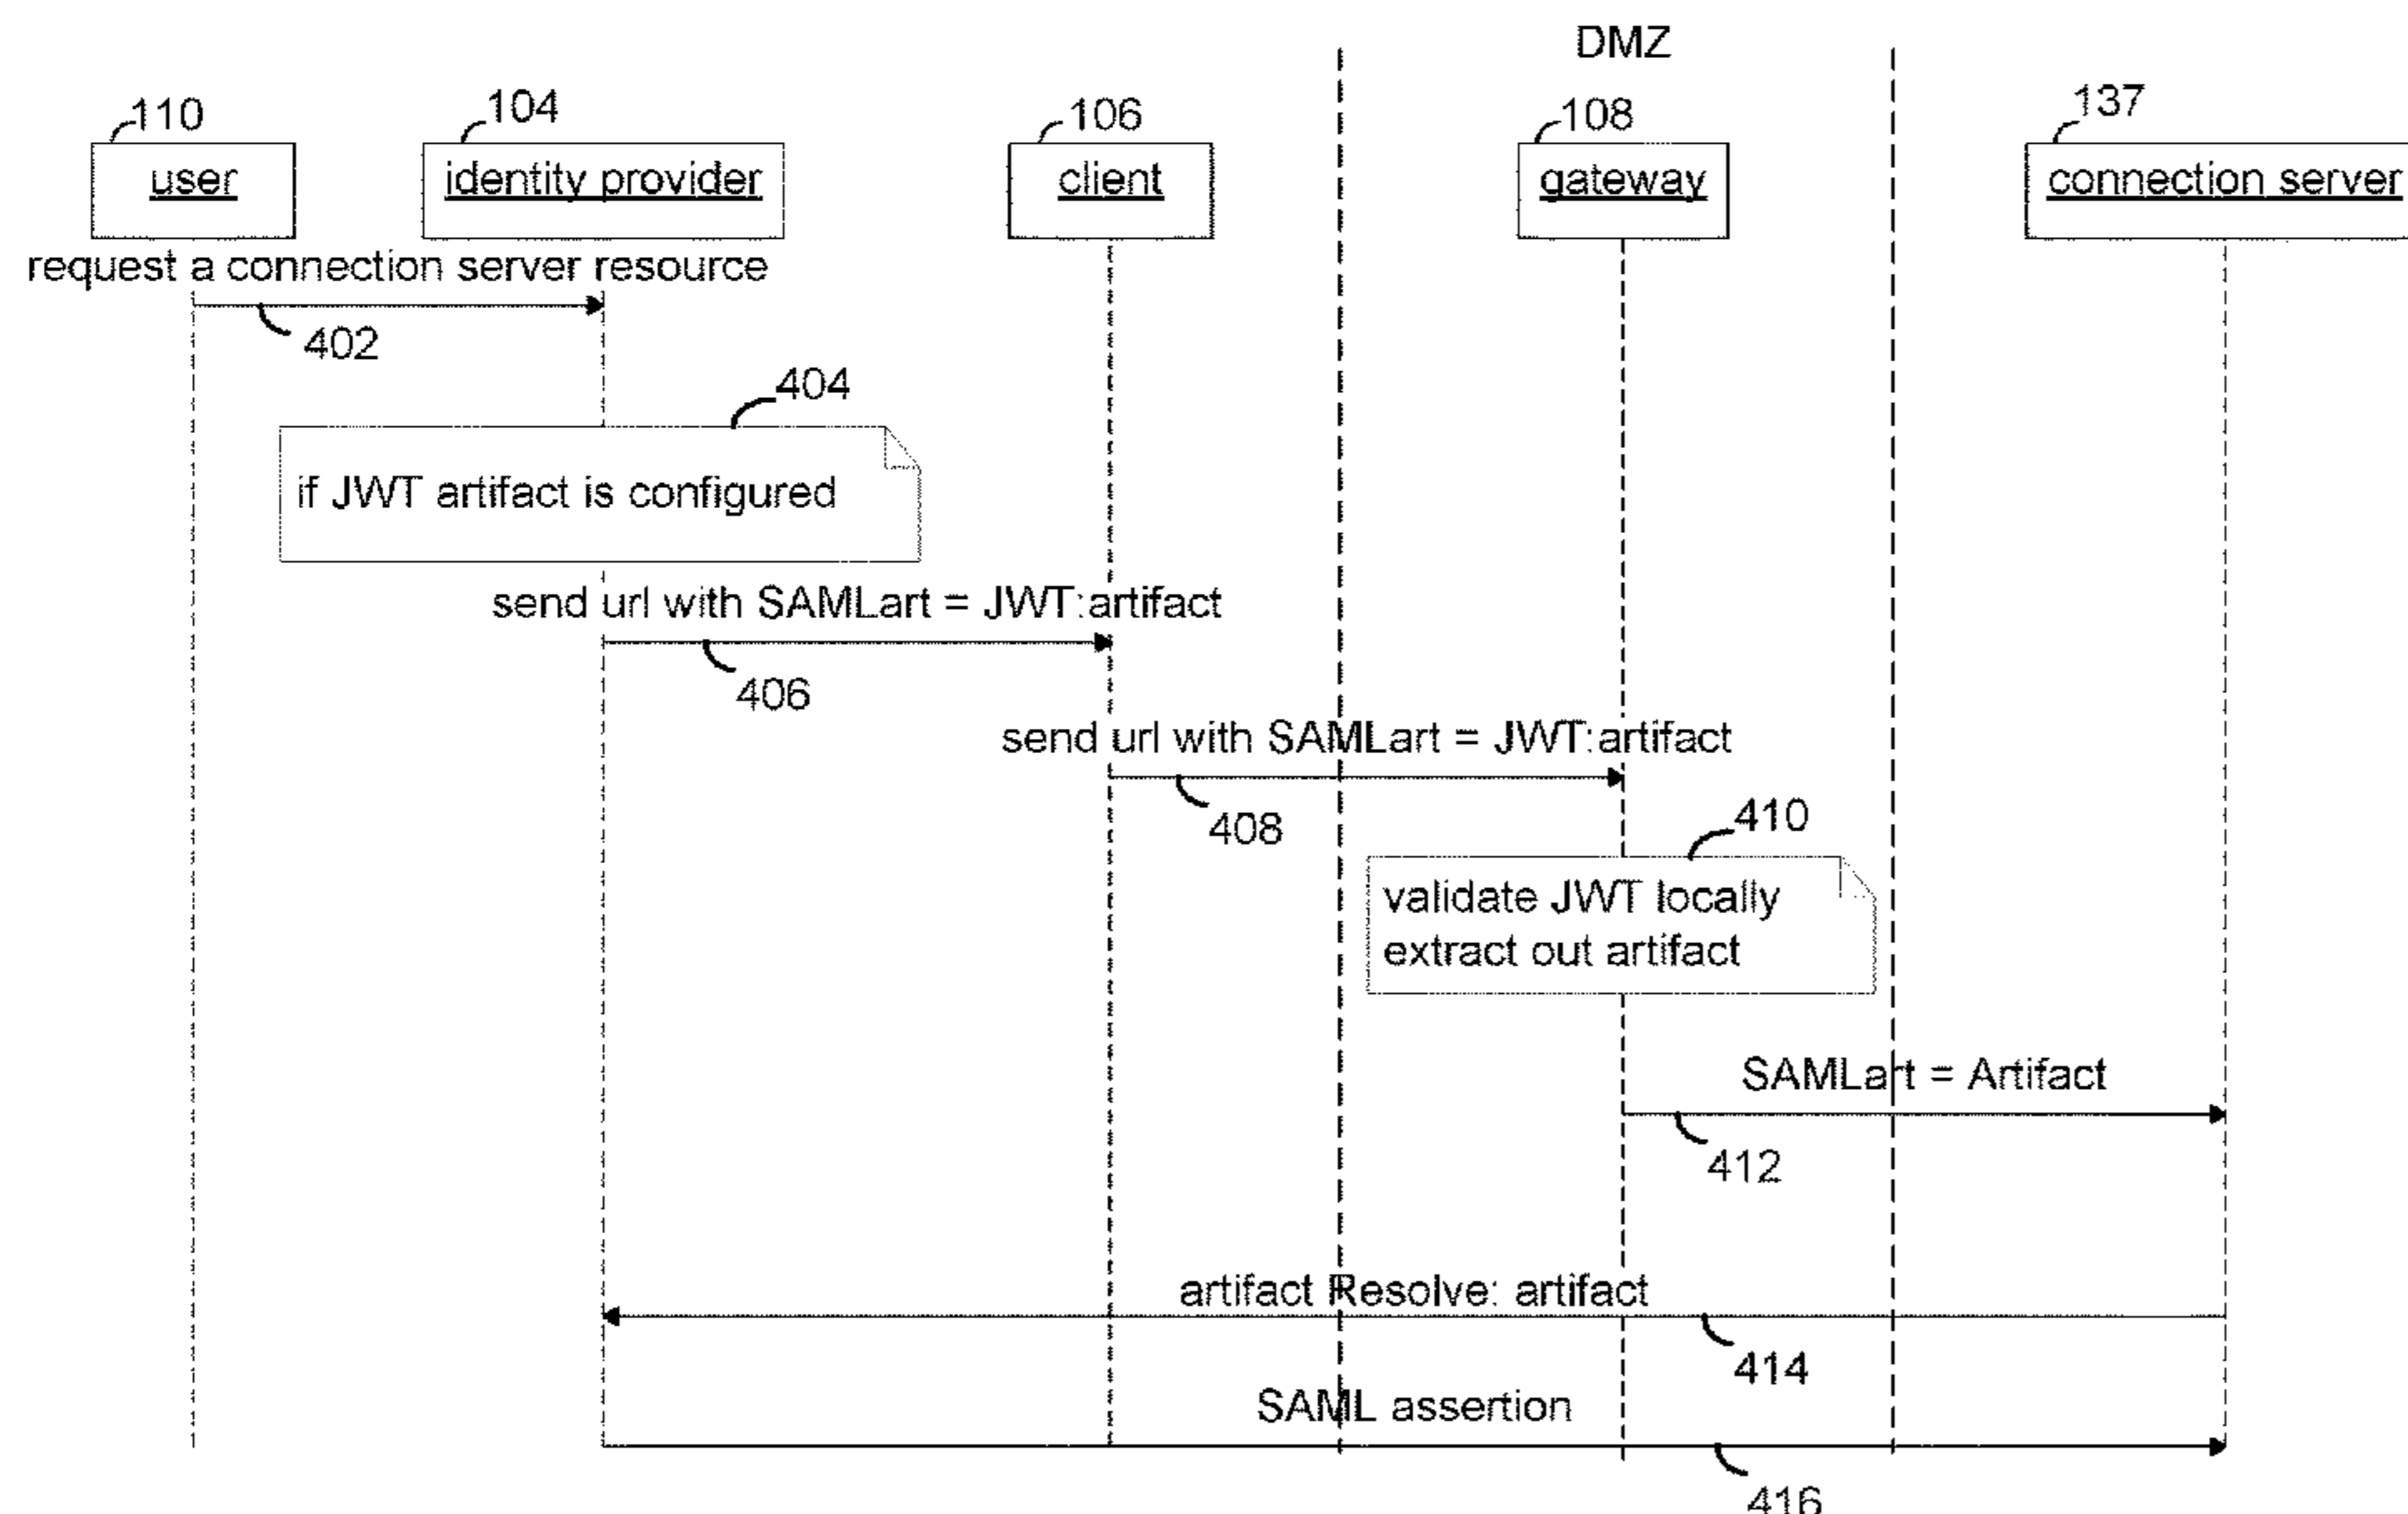 DMZ
110
104
106
108
137
user
identity provider
client
gateway
connection server
request a connection server resource
402
404
if JWT artifact is configured
send url with SAMLart = JWT:artifact
406
send url with SAMLart = JWT:artifact
408
410
validate JWT locally
extract out artifact
SAMLart = Artifact
412
artifact Resolve: artifact
414
SAML assertion
416